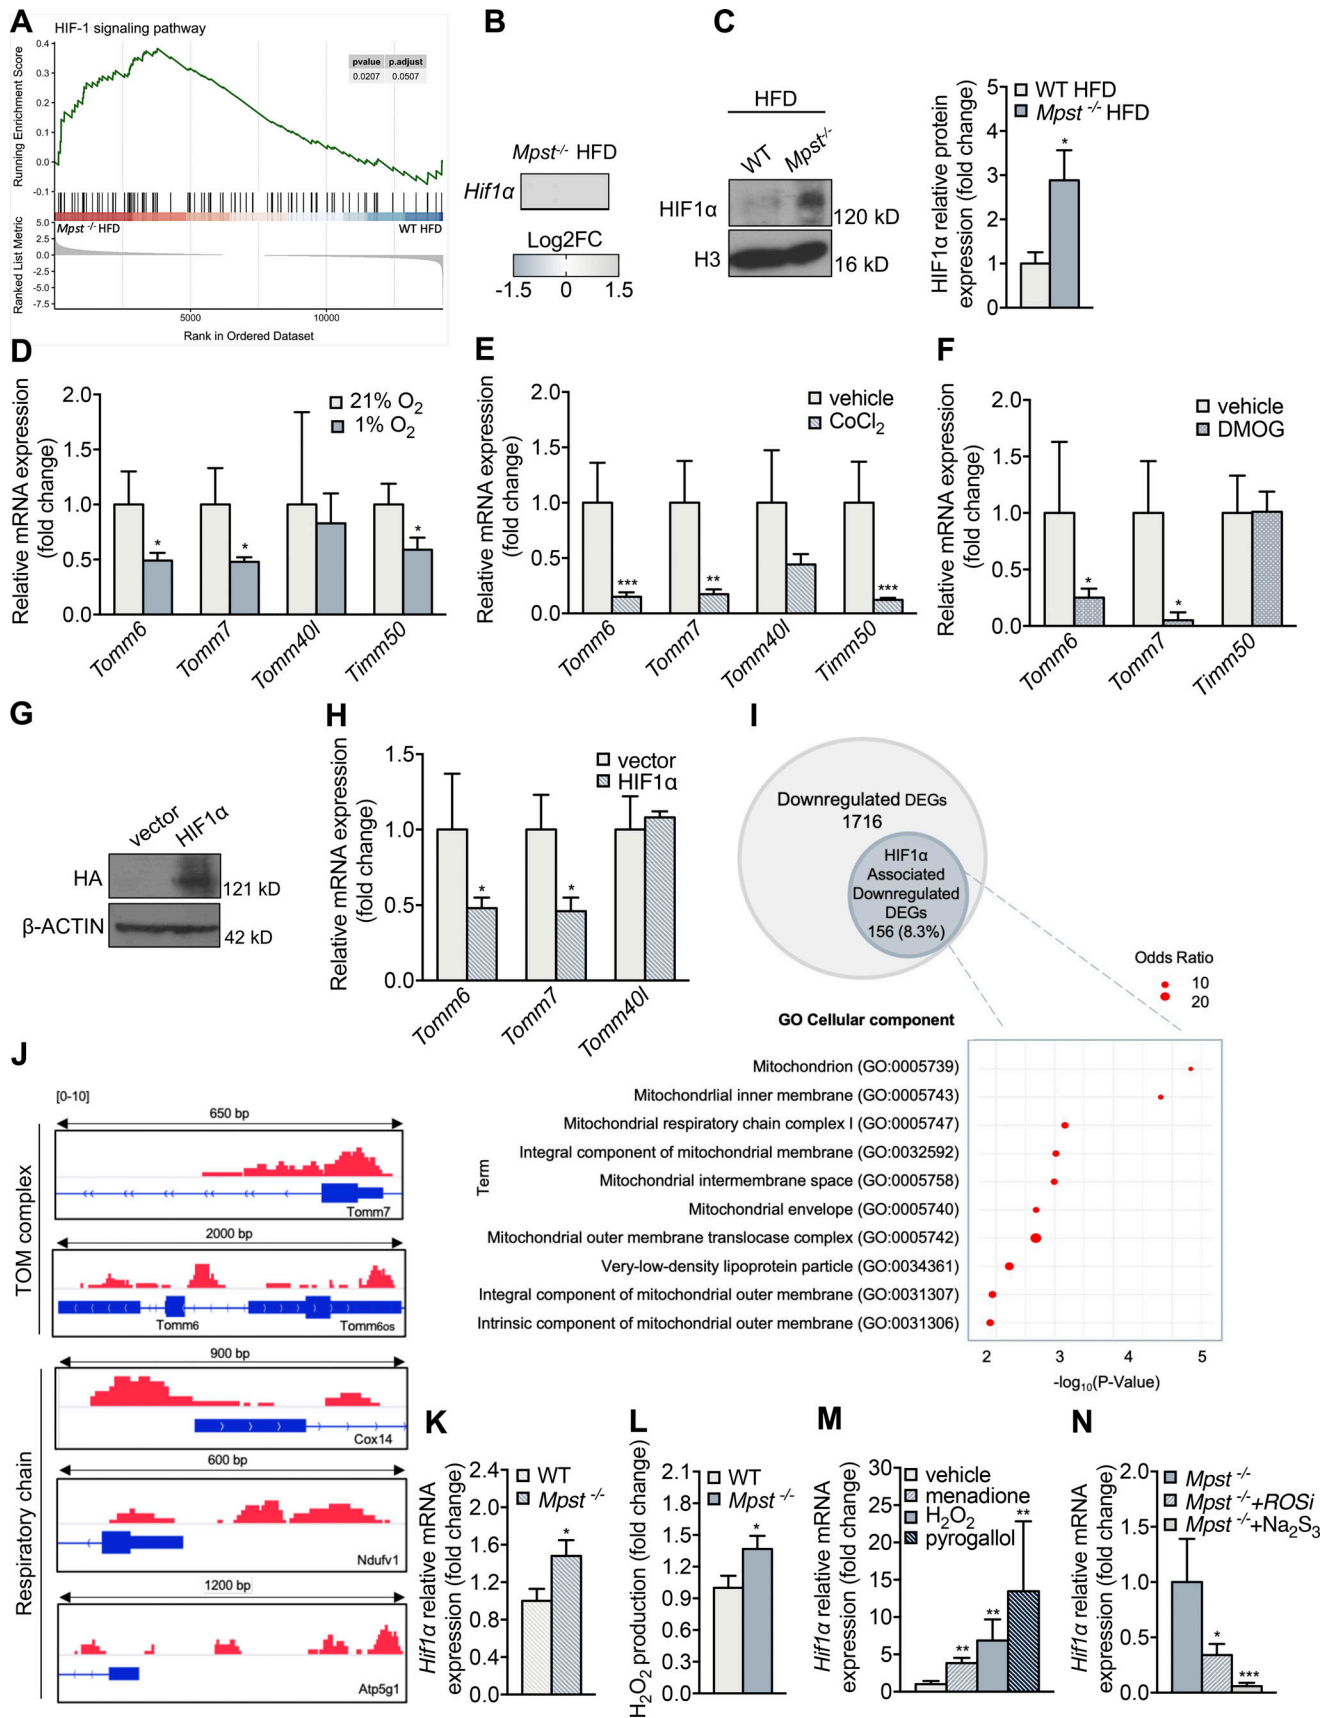 A
HIF-1 signaling pathway
Running Enrichment Score
0.4
0.3
0.2
0.1
0.0
-0.1
pvalue p.adjust
0.0207 0.0507
Mpst -/- HFD
WT HFD
Ranked List Metric
5.0
2.5
0.0
-2.5
-5.0
-7.5
5000
10000
Rank in Ordered Dataset
B
Mpst-/- HFD
Hif1α
Log2FC
-1.5 0 1.5
C
HFD
WT Mpst-/-
HIF1α
120 kD
H3
16 kD
HIF1α relative protein
expression (fold change)
5
4
3
2
1
0
WT HFD
Mpst -/- HFD
*
D
Relative mRNA expression
(fold change)
2.0
1.5
1.0
0.5
0.0
21% O2
1% O2
* * *
Tomm6 Tomm7 Tomm40l Timm50
E
Relative mRNA expression
(fold change)
2.0
1.5
1.0
0.5
0.0
vehicle
CoCl2
*** ** ***
Tomm6 Tomm7 Tomm40l Timm50
F
Relative mRNA expression
(fold change)
2.0
1.5
1.0
0.5
0.0
vehicle
DMOG
* *
Tomm6 Tomm7 Timm50
G
vector HIF1α
HA
121 kD
β-ACTIN
42 kD
H
Relative mRNA expression
(fold change)
1.5
1.0
0.5
0.0
vector
HIF1α
* *
Tomm6 Tomm7 Tomm40l
I
Downregulated DEGs
1716
HIF1α
Associated
Downregulated
DEGs
156 (8.3%)
Odds Ratio
10
20
GO Cellular component
Term
Mitochondrion (GO:0005739)
Mitochondrlial inner membrane (GO:0005743)
Mitochondrial respiratory chain complex I (GO:0005747)
Integral component of mitochondrial membrane (GO:0032592)
Mitochondrial intermembrane space (GO:0005758)
Mitochondrial envelope (GO:0005740)
Mitochondrial outer membrane translocase complex (GO:0005742)
Very-low-density lipoprotein particle (GO:0034361)
Integral component of mitochondrial outer membrane (GO:0031307)
Intrinsic component of mitochondrial outer membrane (GO:0031306)
2 3 4 5
-log10(P-Value)
J
[0-10]
TOM complex
650 bp
Tomm7
2000 bp
Tomm6
Tomm6os
Respiratory chain
900 bp
Cox14
600 bp
Ndufv1
1200 bp
Atp5g1
K
Hif1α relative mRNA
expression (fold change)
2.4
2.0
1.6
1.2
0.8
0.4
0.0
WT
Mpst -/-
*
L
H2O2 production (fold change)
2.1
1.8
1.5
1.2
0.9
0.6
0.3
0.0
WT
Mpst -/-
*
M
Hif1α relative mRNA
expression (fold change)
30
25
20
15
10
5
0
vehicle
menadione
H2O2
pyrogallol
** ** **
N
Hif1α relative mRNA
expression (fold change)
2.0
1.5
1.0
0.5
0.0
Mpst -/-
Mpst -/-+ROSi
Mpst -/-+Na2S3
* ***